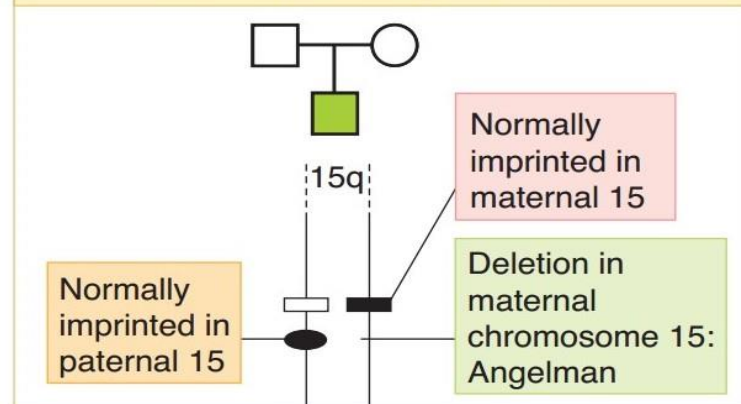 15q
Normally
imprinted in
maternal 15
Normally
imprinted in
paternal 15
Deletion in
maternal
chromosome 15:
Angelman